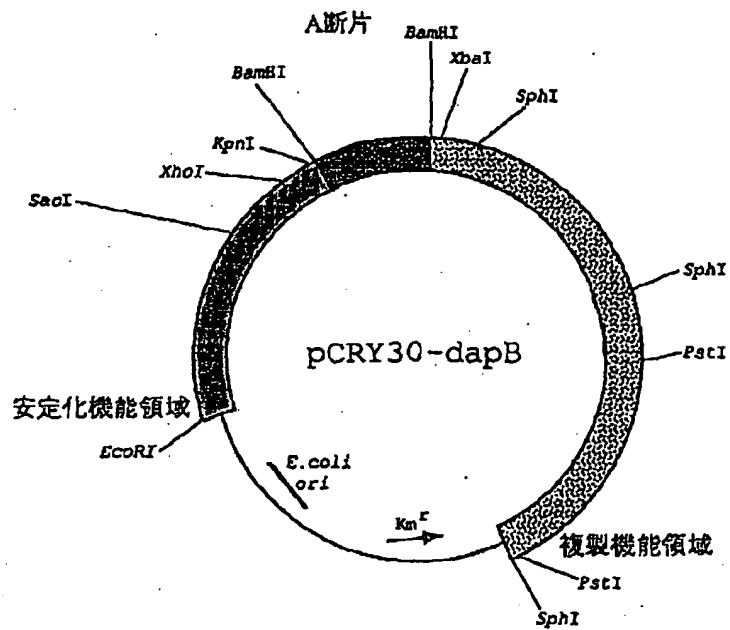 A断片
BamHI
XbaI
BamHI
SphI
KpnI
XhoI
SacI
SphI
pCRY30-dapB
PstI
安定化機能領域
EcoRI
E.coli
ori
Km r
複製機能領域
PstI
SphI